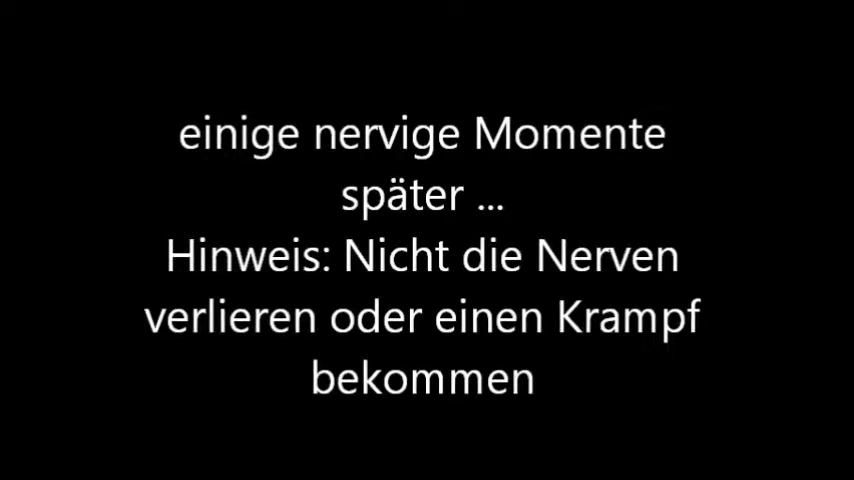 einige nervige Momente
später ...
Hinweis: Nicht die Nerven
verlieren oder einen Krampf
bekommen